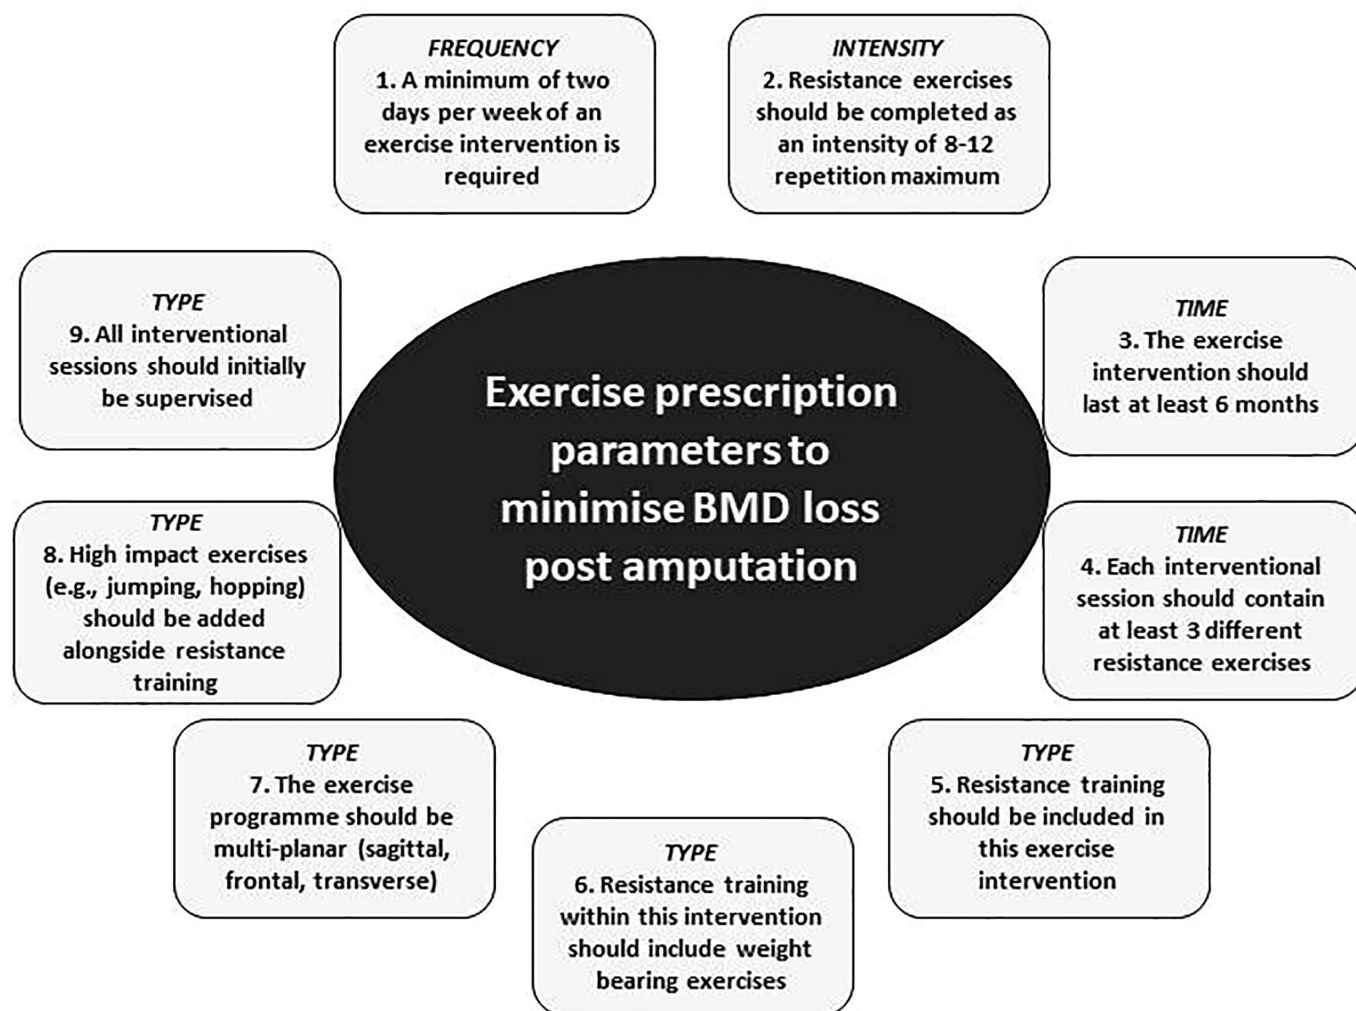 FREQUENCY
1. A minimum of two
days per week of an
exercise intervention is
required
INTENSITY
2. Resistance exercises
should be completed as
an intensity of 8-12
repetition maximum
TIME
3. The exercise
intervention should
last at least 6 months
TIME
4. Each interventional
session should contain
at least 3 different
resistance exercises
TYPE
5. Resistance training
should be included in
this exercise
intervention
TYPE
6. Resistance training
within this intervention
should include weight
bearing exercises
TYPE
7. The exercise
programme should be
multi-planar (sagittal,
frontal, transverse)
TYPE
8. High impact exercises
(e.g., jumping, hopping)
should be added
alongside resistance
training
TYPE
9. All interventional
sessions should initially
be supervised
Exercise prescription
parameters to
minimise BMD loss
post amputation